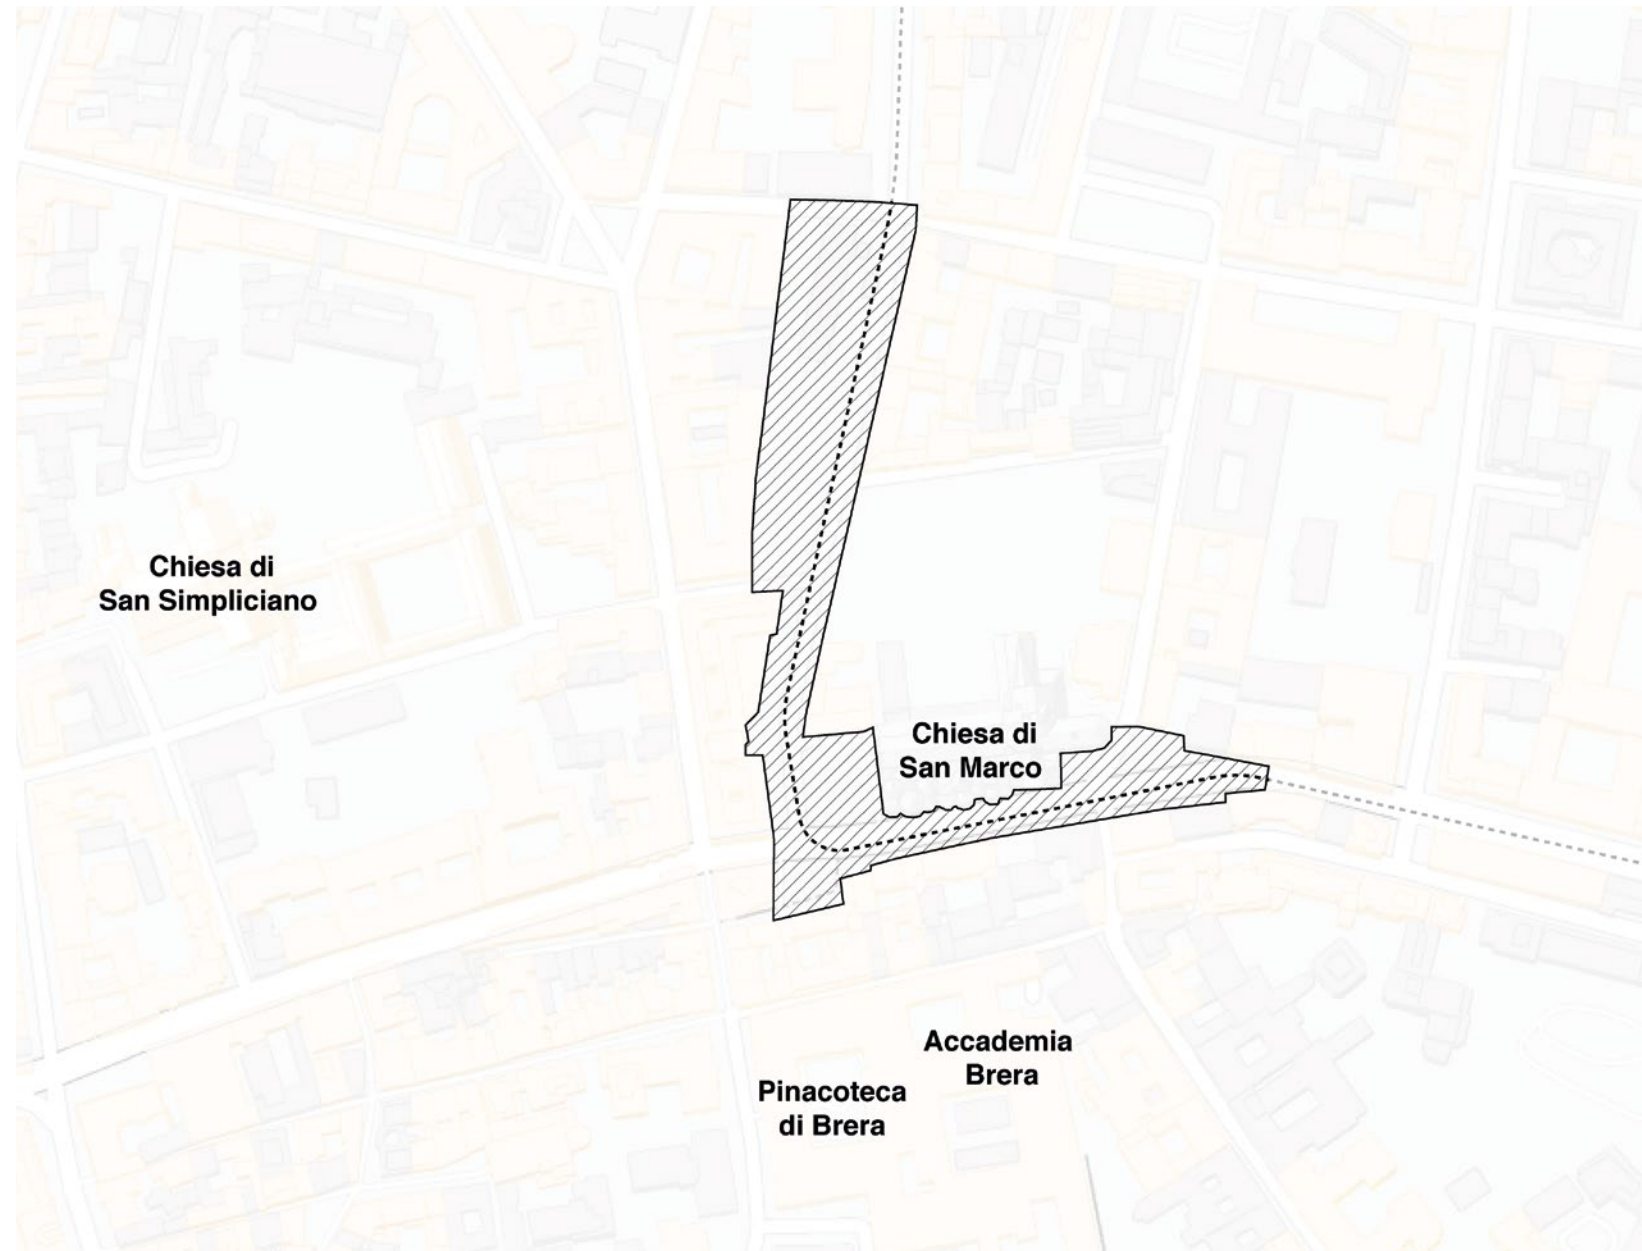 Chiesa di
San Simpliciano
Chiesa di
San Marco
Accademia
Brera
Pinacoteca
di Brera